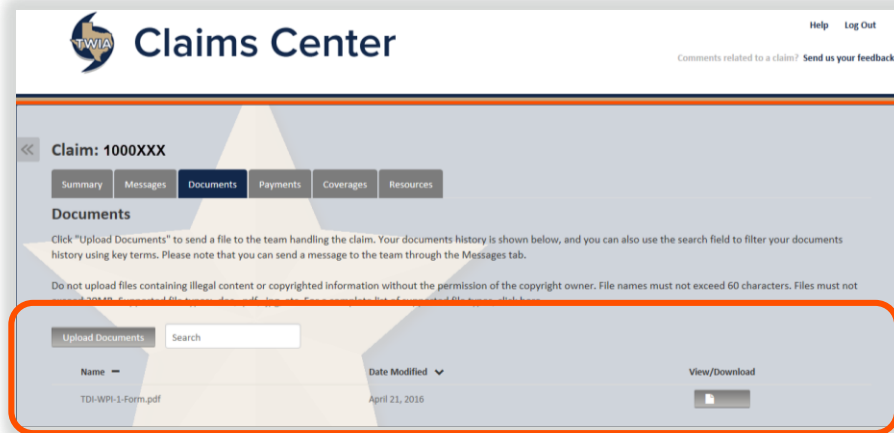 TWIA
Claims Center
Help Log Out
Comments related to a claim? Send us your feedback
Claim: 1000XXX
Summary Messages Documents Payments Coverages Resources
Documents
Click "Upload Documents" to send a file to the team handling the claim. Your documents history is shown below, and you can also use the search field to filter your documents
history using key terms. Please note that you can send a message to the team through the Messages tab.
Do not upload files containing illegal content or copyrighted information without the permission of the copyright owner. File names must not exceed 60 characters. Files must not
Upload Documents Search
Name Date Modified View/Download
TDI-WPI-1-Form.pdf April 21, 2016